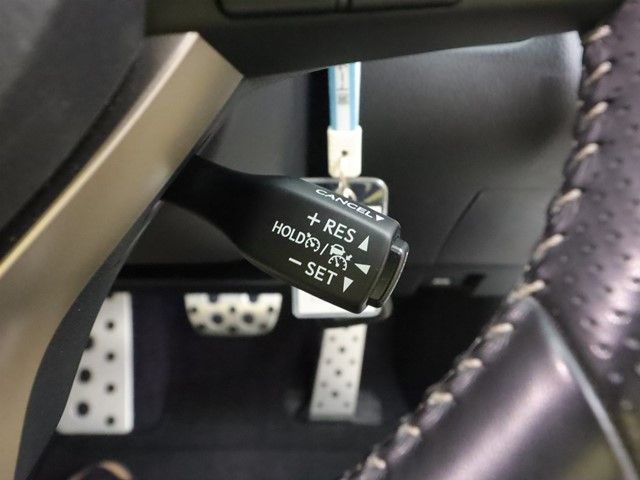 CANCEL
+ RES
HOLD /
− SET